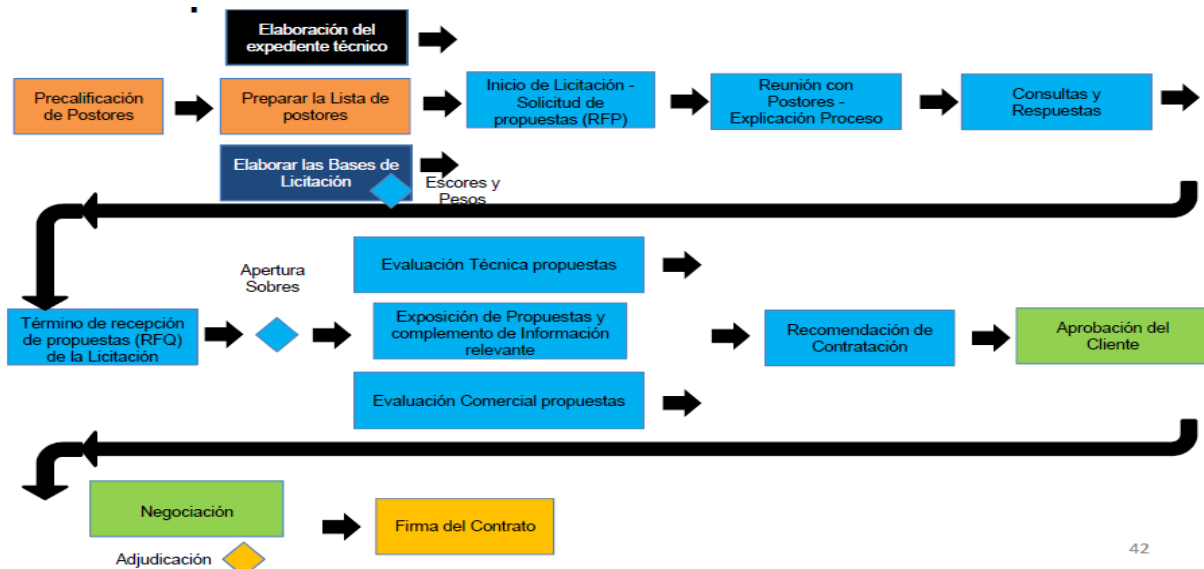 Elaboración del
expediente técnico
Precalificación
de Postores
Preparar la Lista de
postores
Inicio de Licitación -
Solicitud de
propuestas (RFP)
Reunión con
Postores -
Explicación Proceso
Consultas y
Respuestas
Elaborar las Bases de
Licitación
Escores y
Pesos
Término de recepción
de propuestas (RFQ)
de la Licitación
Apertura
Sobres
Evaluación Técnica propuestas
Exposición de Propuestas y
complemento de Información
relevante
Evaluación Comercial propuestas
Recomendación de
Contratación
Aprobación del
Cliente
Negociación
Adjudicación
Firma del Contrato
42